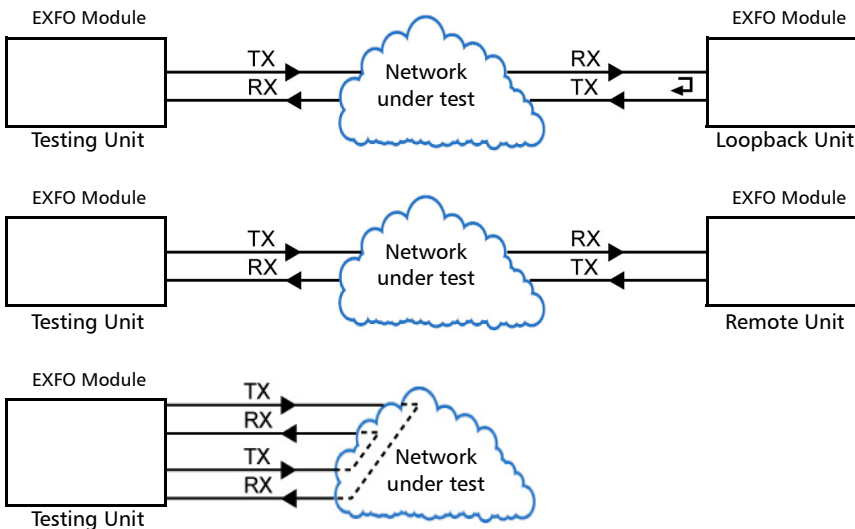 EXFO Module
EXFO Module
TX
RX
Network
under test
RX
TX
Testing Unit
Loopback Unit
EXFO Module
EXFO Module
TX
RX
Network
under test
RX
TX
Testing Unit
Remote Unit
EXFO Module
TX
RX
TX
RX
Network
under test
Testing Unit